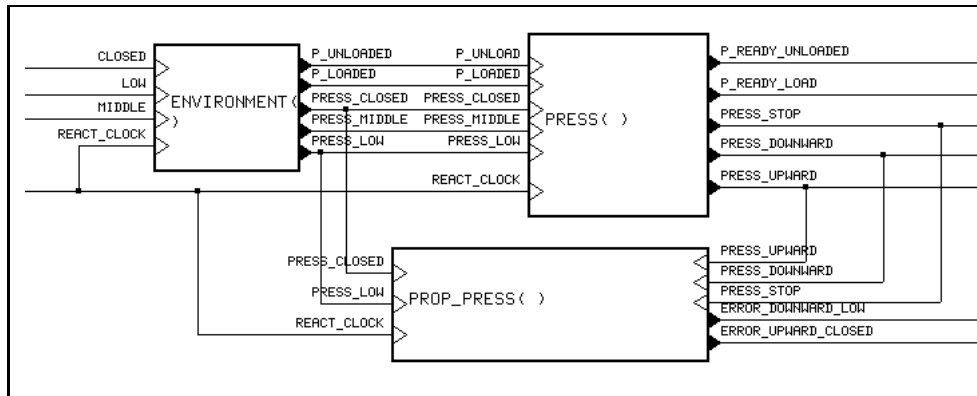 CLOSED
LOW
MIDDLE
REACT_CLOCK
ENVIRONMENT(
)
P_UNLOADED
P_LOADED
PRESS_CLOSED
PRESS_MIDDLE
PRESS_LOW
P_UNLOAD
P_LOADED
PRESS_CLOSED
PRESS_MIDDLE
PRESS_LOW
REACT_CLOCK
PRESS( )
P_READY_UNLOADED
P_READY_LOAD
PRESS_STOP
PRESS_DOWNWARD
PRESS_UPWARD
PRESS_CLOSED
PRESS_LOW
REACT_CLOCK
PROP_PRESS( )
PRESS_UPWARD
PRESS_DOWNWARD
PRESS_STOP
ERROR_DOWNWARD_LOW
ERROR_UPWARD_CLOSED